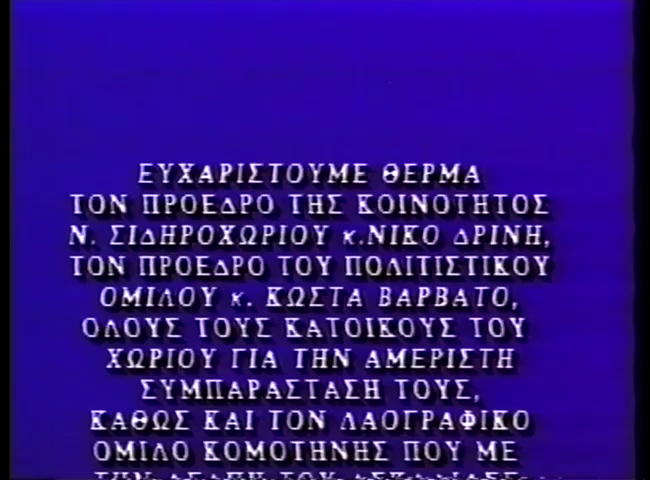 ΕΥΧΑΡΙΣΤΟΥΜΕ ΘΕΡΜΑ
ΤΟΝ ΠΡΟΕΔΡΟ ΤΗΣ ΚΟΙΝΟΤΗΤΟΣ
Ν. ΣΙΔΗΡΟΧΩΡΙΟΥ κ.ΝΙΚΟ ΔΡΙΝΗ,
ΤΟΝ ΠΡΟΕΔΡΟ ΤΟΥ ΠΟΛΙΤΙΣΤΙΚΟΥ
ΟΜΙΛΟΥ κ. ΚΩΣΤΑ ΒΑΡΒΑΤΟ,
ΟΛΟΥΣ ΤΟΥΣ ΚΑΤΟΙΚΟΥΣ ΤΟΥ
ΧΩΡΙΟΥ ΓΙΑ ΤΗΝ ΑΜΕΡΙΣΤΗ
ΣΥΜΠΑΡΑΣΤΑΣΗ ΤΟΥΣ,
ΚΑΘΩΣ ΚΑΙ ΤΟΝ ΛΑΟΓΡΑΦΙΚΟ
ΟΜΙΛΟ ΚΟΜΟΤΗΝΗΣ ΠΟΥ ΜΕ